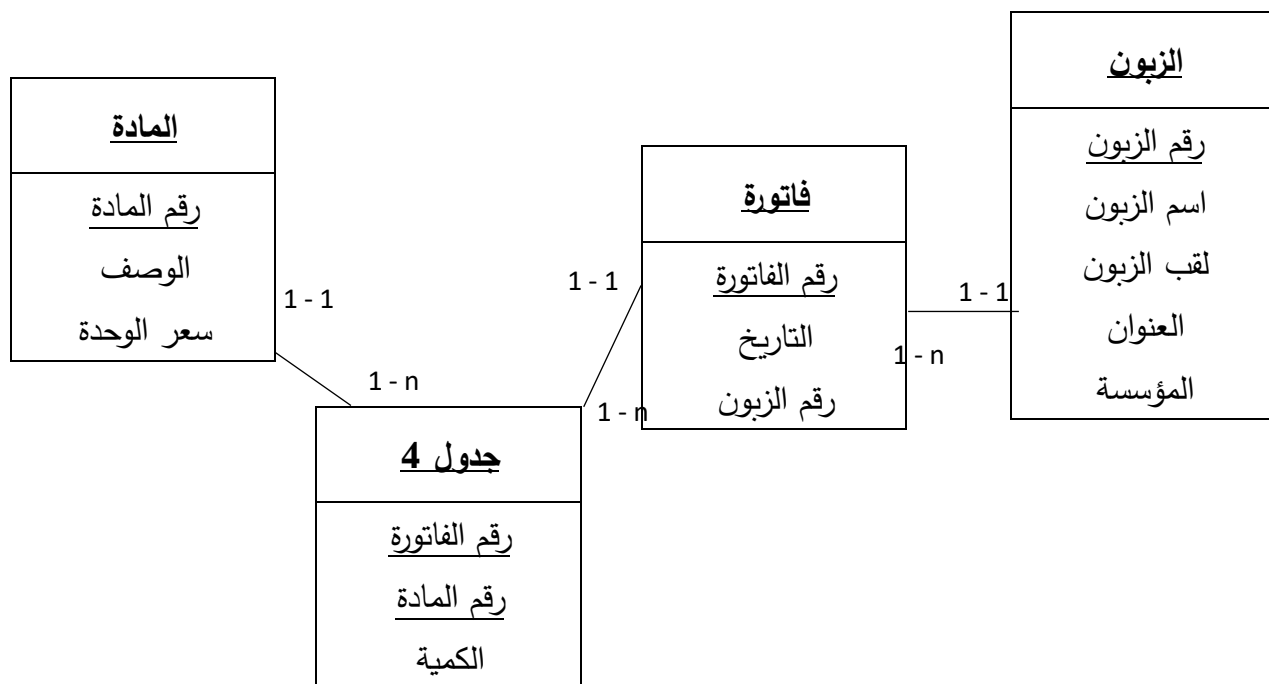 الزبون
رقم الزبون
اسم الزبون
لقب الزبون
العنوان
المؤسسة
1 - 1
1 - n
فاتورة
رقم الفاتورة
التاريخ
رقم الزبون
1 - 1
1 - n
المادة
رقم المادة
الوصف
سعر الوحدة
1 - 1
1 - n
جدول 4
رقم الفاتورة
رقم المادة
الكمية